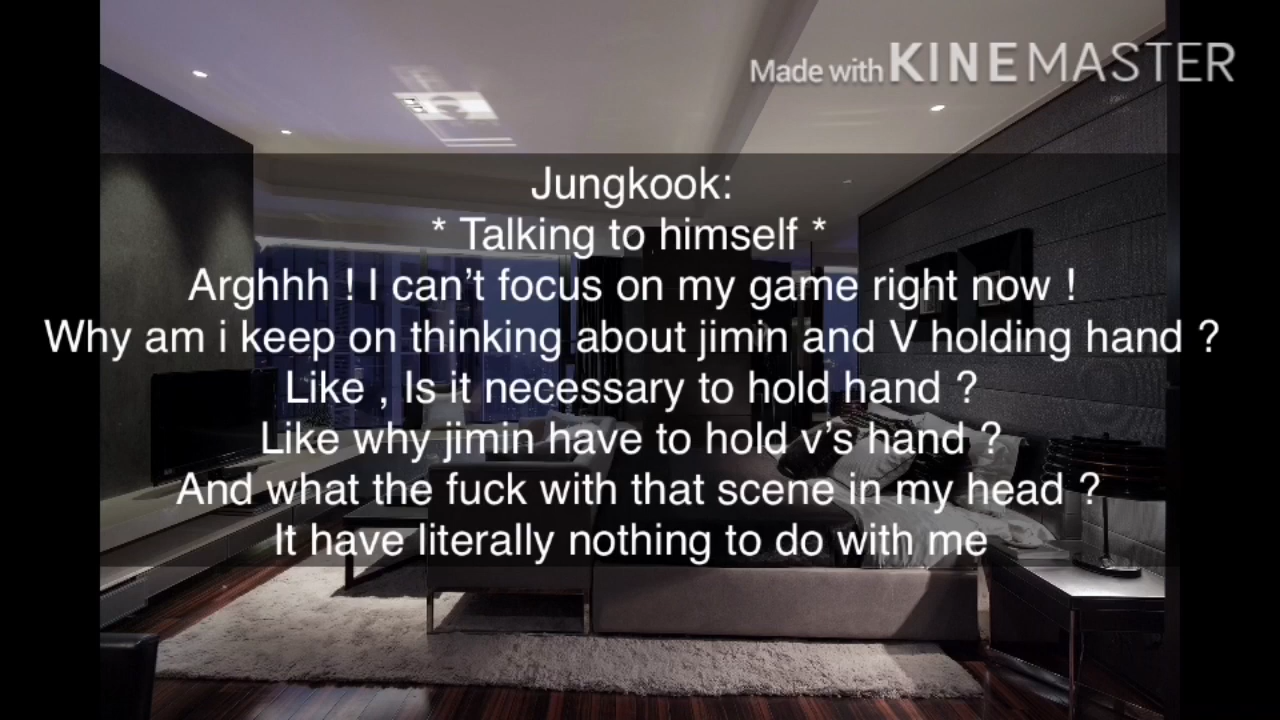 Made with KINEMASTER
Jungkook:
* Talking to himself *
Arghhh ! I can’t focus on my game right now !
Why am i keep on thinking about jimin and V holding hand ?
Like , Is it necessary to hold hand ?
Like why jimin have to hold v’s hand ?
And what the fuck with that scene in my head ?
It have literally nothing to do with me